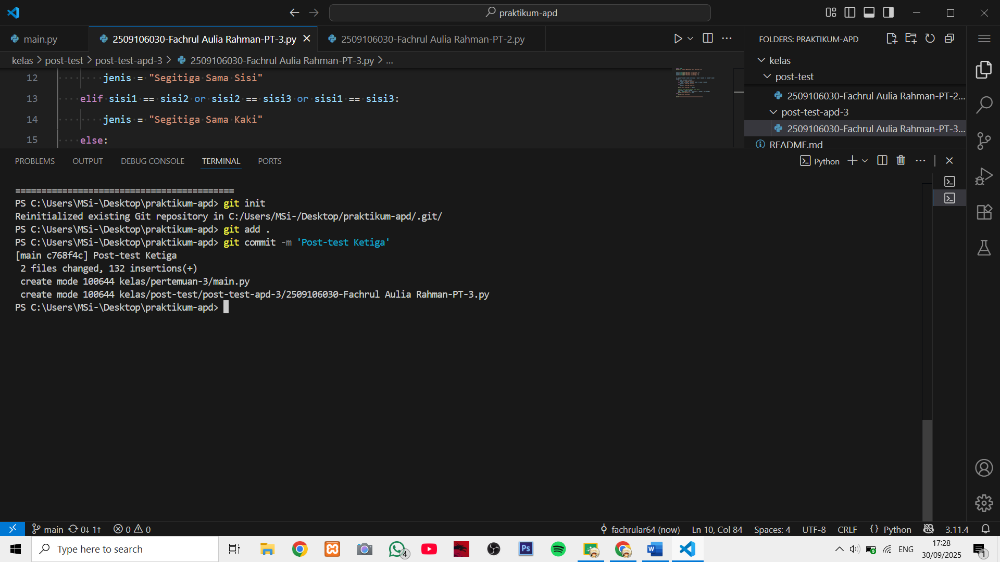 praktikum-apd
main.py
2509106030-Fachrul Aulia Rahman-PT-3.py
2509106030-Fachrul Aulia Rahman-PT-2.py
kelas > post-test > post-test-apd-3 > 2509106030-Fachrul Aulia Rahman-PT-3.py > ...
12 jenis = "Segitiga Sama Sisi"
13 elif sisi1 == sisi2 or sisi2 == sisi3 or sisi1 == sisi3:
14 jenis = "Segitiga Sama Kaki"
15 else:
FOLDERS: PRAKTIKUM-APD
kelas
post-test
2509106030-Fachrul Aulia Rahman-PT-2...
post-test-apd-3
2509106030-Fachrul Aulia Rahman-PT-3...
README.md
PROBLEMS OUTPUT DEBUG CONSOLE TERMINAL PORTS
Python
==========================================
PS C:\Users\MSi-\Desktop\praktikum-apd> git init
Reinitialized existing Git repository in C:/Users/MSi-/Desktop/praktikum-apd/.git/
PS C:\Users\MSi-\Desktop\praktikum-apd> git add .
PS C:\Users\MSi-\Desktop\praktikum-apd> git commit -m 'Post-test Ketiga'
[main c768f4c] Post-test Ketiga
2 files changed, 132 insertions(+)
create mode 100644 kelas/pertemuan-3/main.py
create mode 100644 kelas/post-test/post-test-apd-3/2509106030-Fachrul Aulia Rahman-PT-3.py
PS C:\Users\MSi-\Desktop\praktikum-apd>
main 0↓ 1↑ 0 0
fachrular64 (now) Ln 10, Col 84 Spaces: 4 UTF-8 CRLF {} Python 3.11.4
Type here to search
4
Ps
W
ENG
17:28
30/09/2025
1